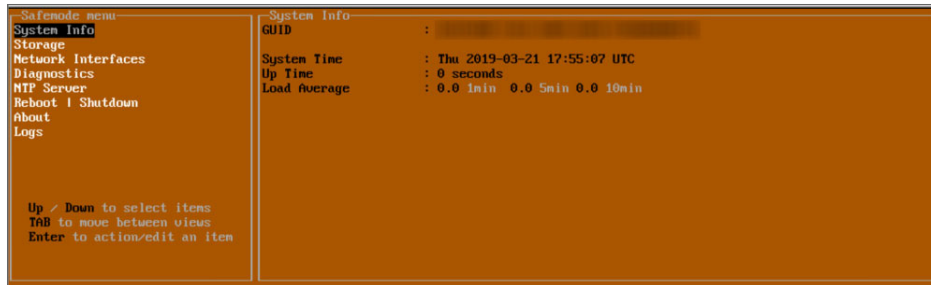 Safemode menu
System Info
Storage
Network Interfaces
Diagnostics
NTP Server
Reboot | Shutdown
About
Logs
Up / Down to select items
TAB to move between views
Enter to action/edit an item
System Info
GUID :
System Time : Thu 2019-03-21 17:55:07 UTC
Up Time : 0 seconds
Load Average : 0.0 1min 0.0 5min 0.0 10min